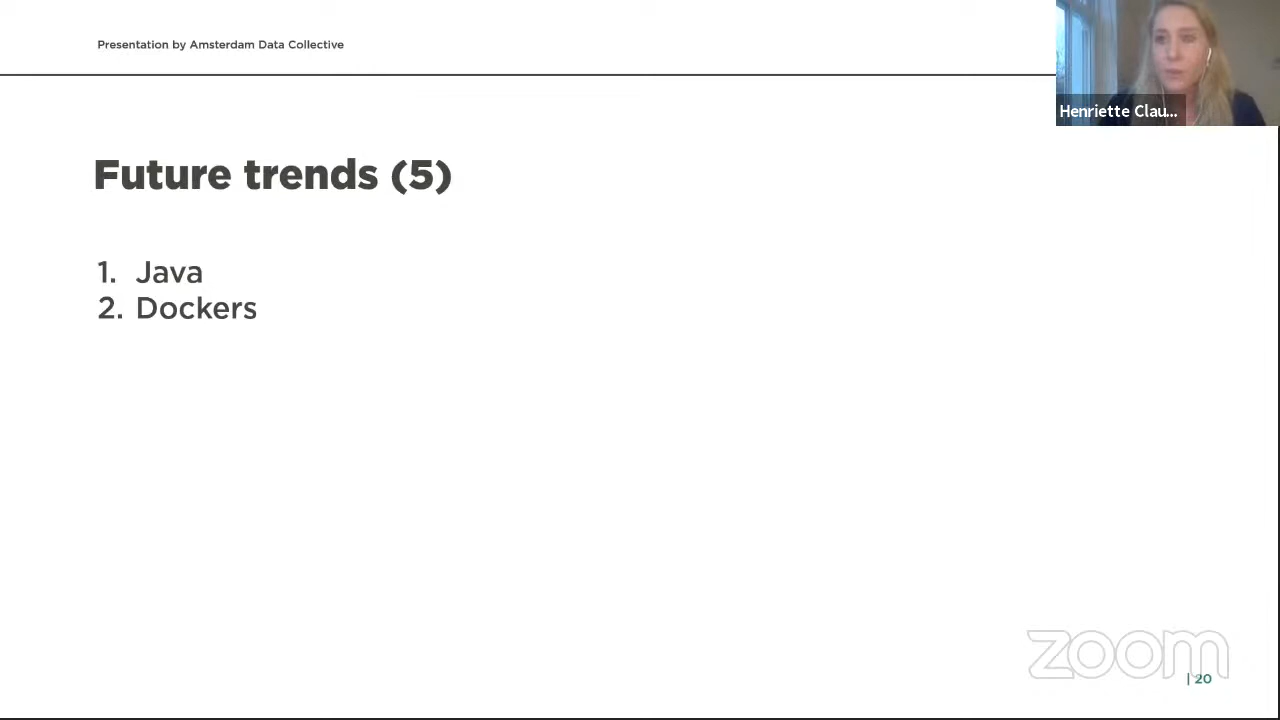 Presentation by Amsterdam Data Collective
Henriette Clau...
Future trends (5)
1. Java
2. Dockers
zoom
| 20